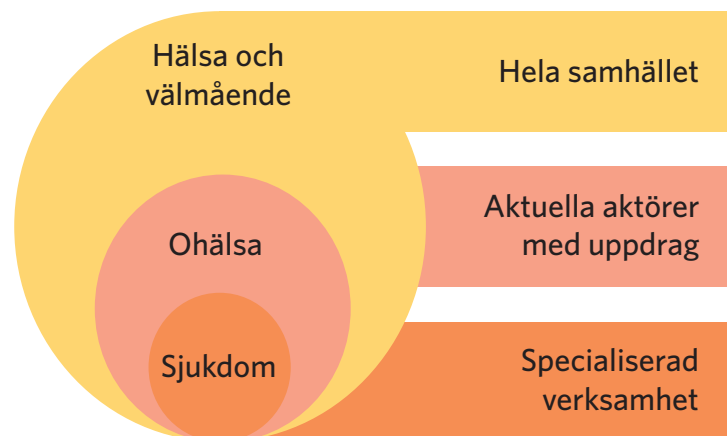 Hälsa och
välmående
Hela samhället
Ohälsa
Aktuella aktörer
med uppdrag
Sjukdom
Specialiserad
verksamhet